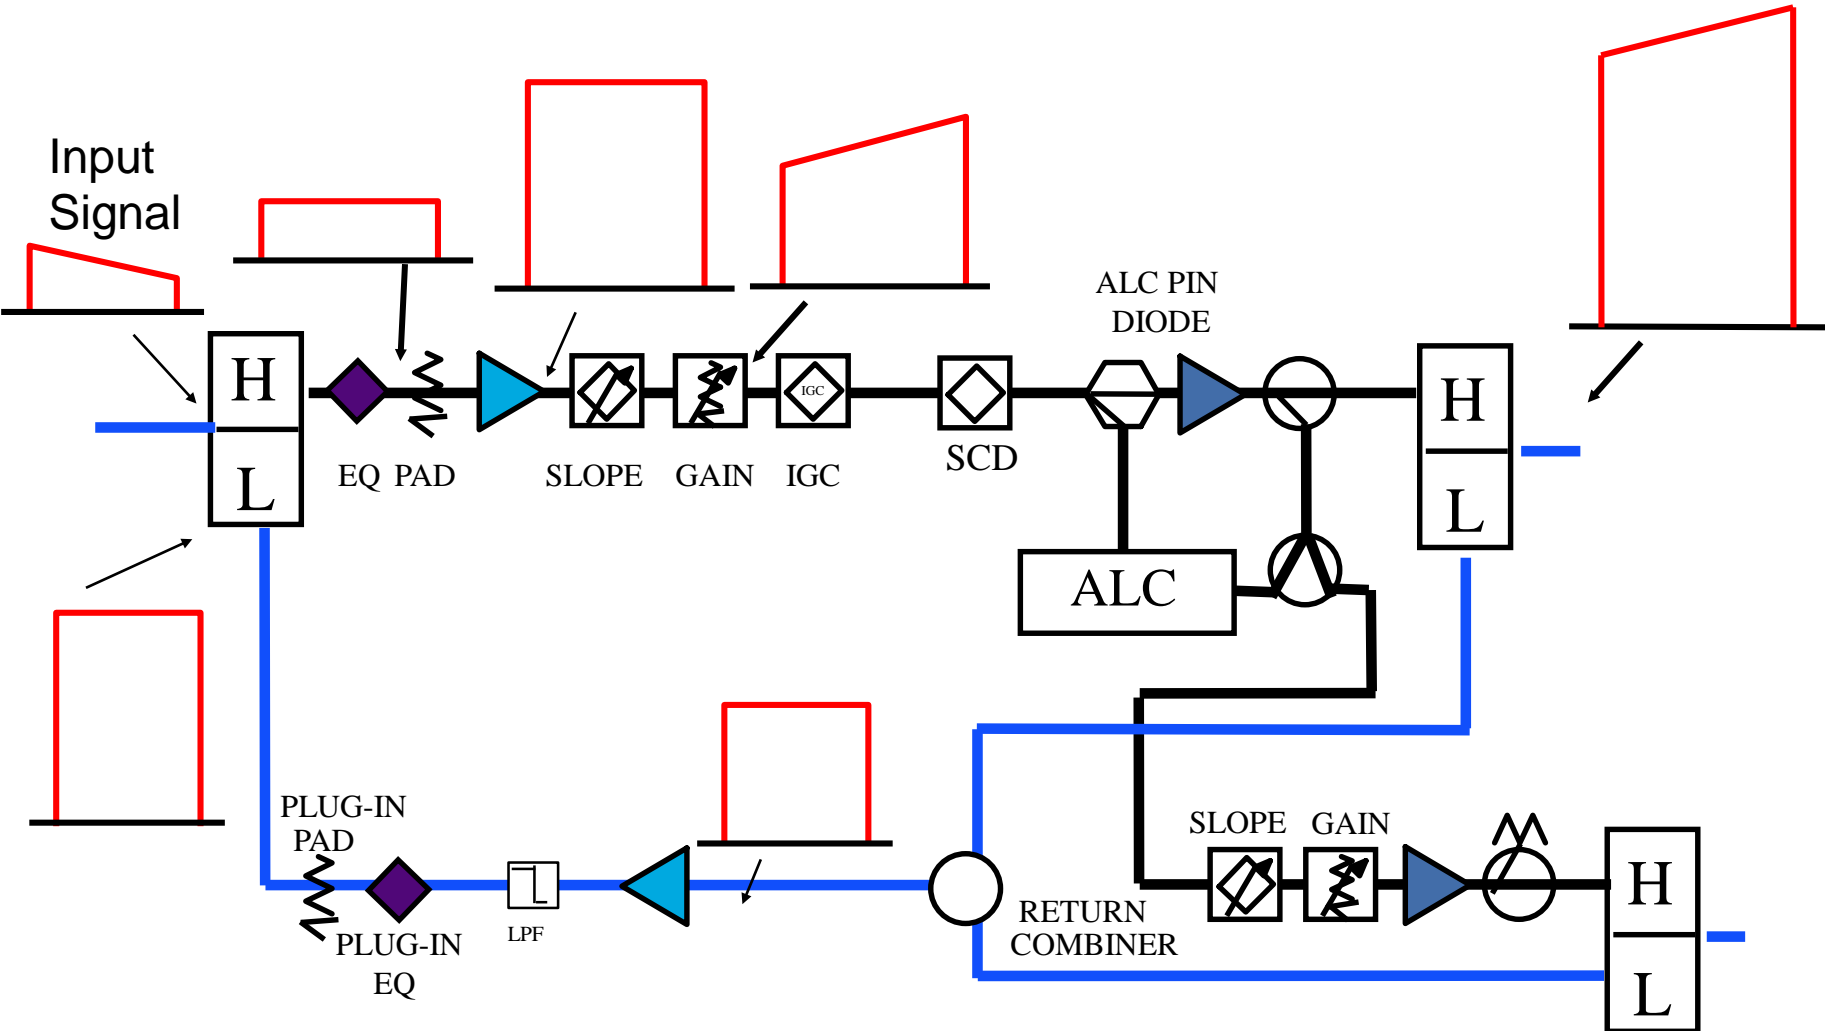 Input
Signal
ALC PIN
DIODE
H
L
H
L
IGC
EQ PAD
SLOPE
GAIN
IGC
SCD
ALC
PLUG-IN
PAD
SLOPE
GAIN
H
L
LPF
PLUG-IN
EQ
RETURN
COMBINER